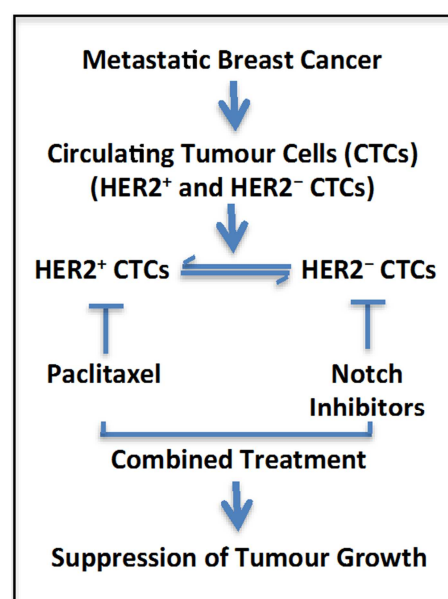 Metastatic Breast Cancer
Circulating Tumour Cells (CTCs)
(HER2⁺ and HER2⁻ CTCs)
HER2⁺ CTCs HER2⁻ CTCs
Paclitaxel Notch
Inhibitors
Combined Treatment
Suppression of Tumour Growth